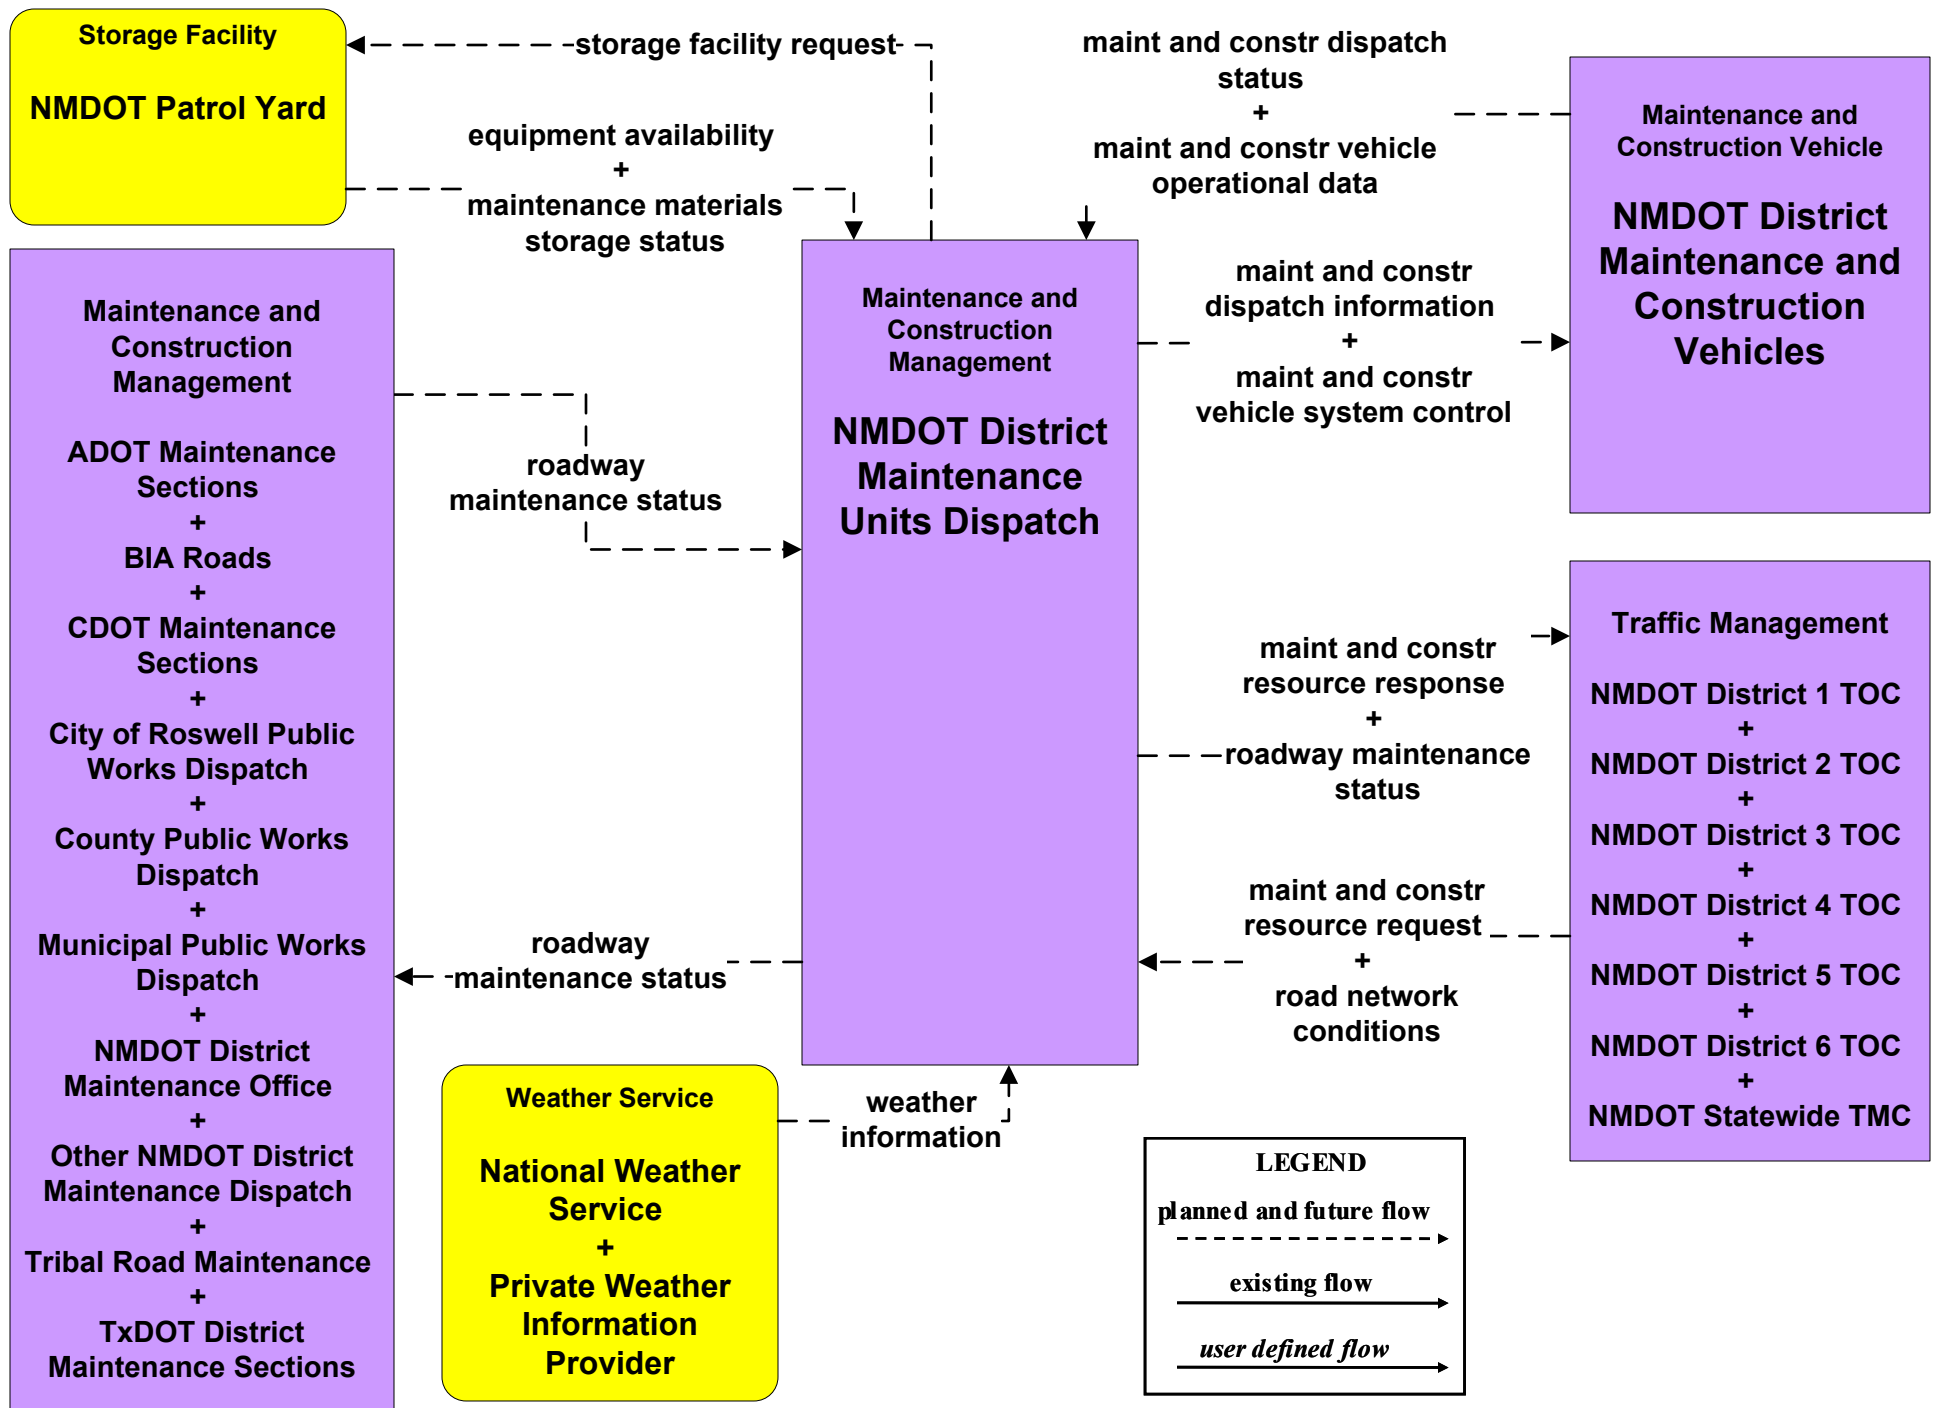 Storage Facility
NMDOT Patrol Yard
storage facility request
equipment availability
+
maintenance materials
storage status
maint and constr dispatch
status
+
maint and constr vehicle
operational data
Maintenance and
Construction Vehicle
NMDOT District
Maintenance and
Construction
Vehicles
Maintenance and
Construction
Management
ADOT Maintenance
Sections
+
BIA Roads
+
CDOT Maintenance
Sections
+
City of Roswell Public
Works Dispatch
+
County Public Works
Dispatch
+
Municipal Public Works
Dispatch
+
NMDOT District
Maintenance Office
+
Other NMDOT District
Maintenance Dispatch
+
Tribal Road Maintenance
+
TxDOT District
Maintenance Sections
roadway
maintenance status
roadway
maintenance status
Maintenance and
Construction
Management
NMDOT District
Maintenance
Units Dispatch
maint and constr
dispatch information
+
maint and constr
vehicle system control
maint and constr
resource response
+
roadway maintenance
status
maint and constr
resource request
+
road network
conditions
Traffic Management
NMDOT District 1 TOC
+
NMDOT District 2 TOC
+
NMDOT District 3 TOC
+
NMDOT District 4 TOC
+
NMDOT District 5 TOC
+
NMDOT District 6 TOC
+
NMDOT Statewide TMC
Weather Service
National Weather
Service
+
Private Weather
Information
Provider
weather
information
LEGEND
planned and future flow
existing flow
user defined flow